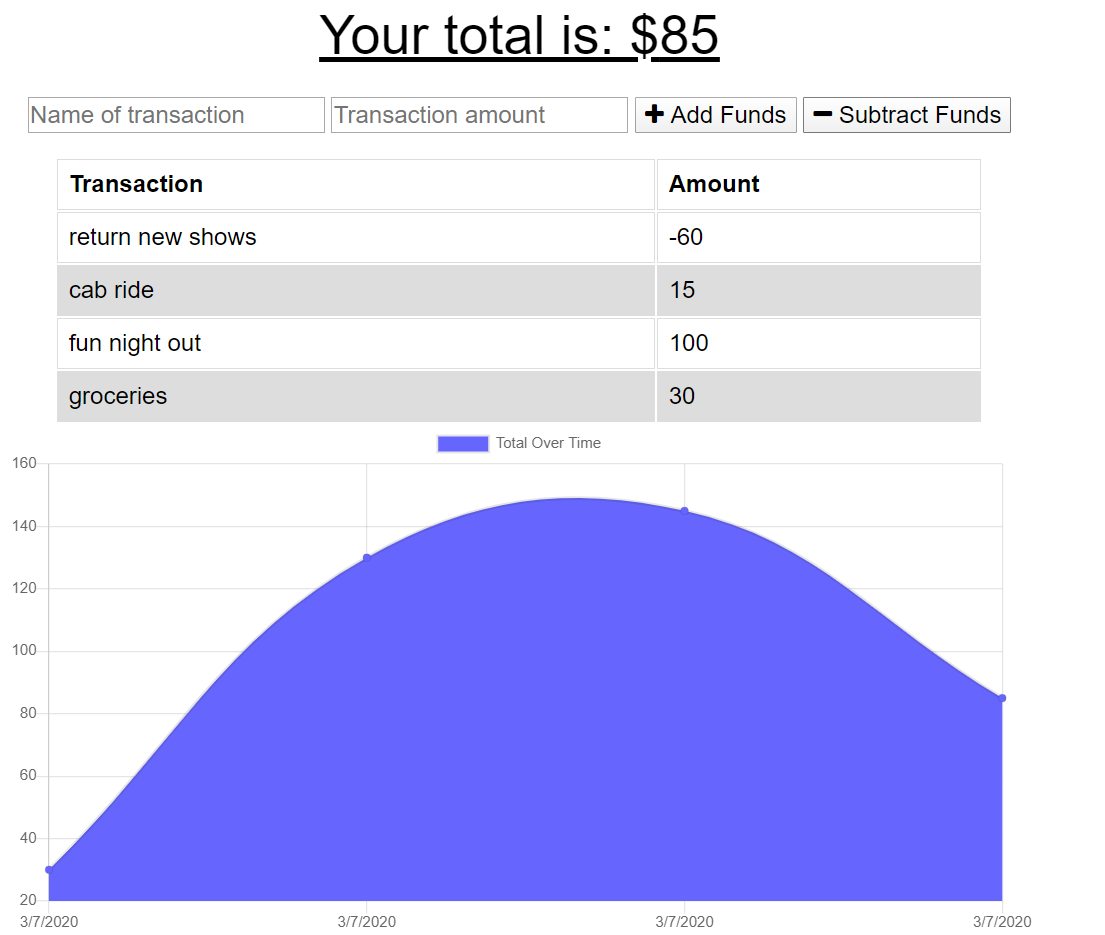 Your total is: $85
Name of transaction Transaction amount + Add Funds − Subtract Funds
Transaction Amount
return new shows -60
cab ride 15
fun night out 100
groceries 30
Total Over Time
160
140
120
100
80
60
40
20
3/7/2020 3/7/2020 3/7/2020 3/7/2020